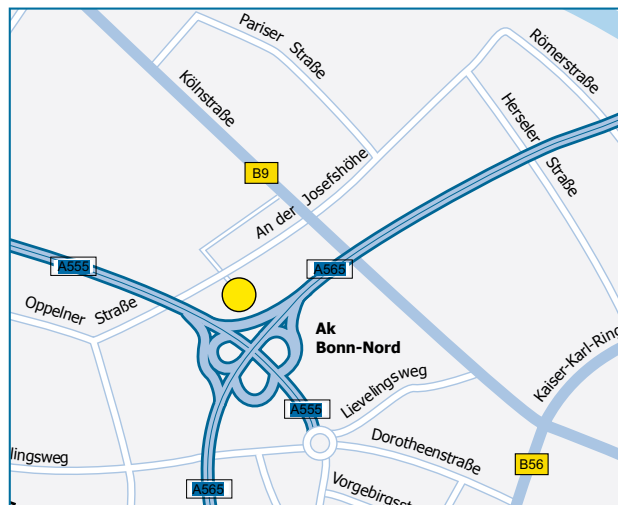 Pariser Straße
Römerstraße
Kölnstraße
Herseler Straße
B9
An der Josefshöhe
A555
A565
Oppelner Straße
Ak
Bonn-Nord
Kaiser-Karl-Ring
Lievelingsweg
A555
Dorotheenstraße
lingsweg
B56
A565
Vorgebirgsst